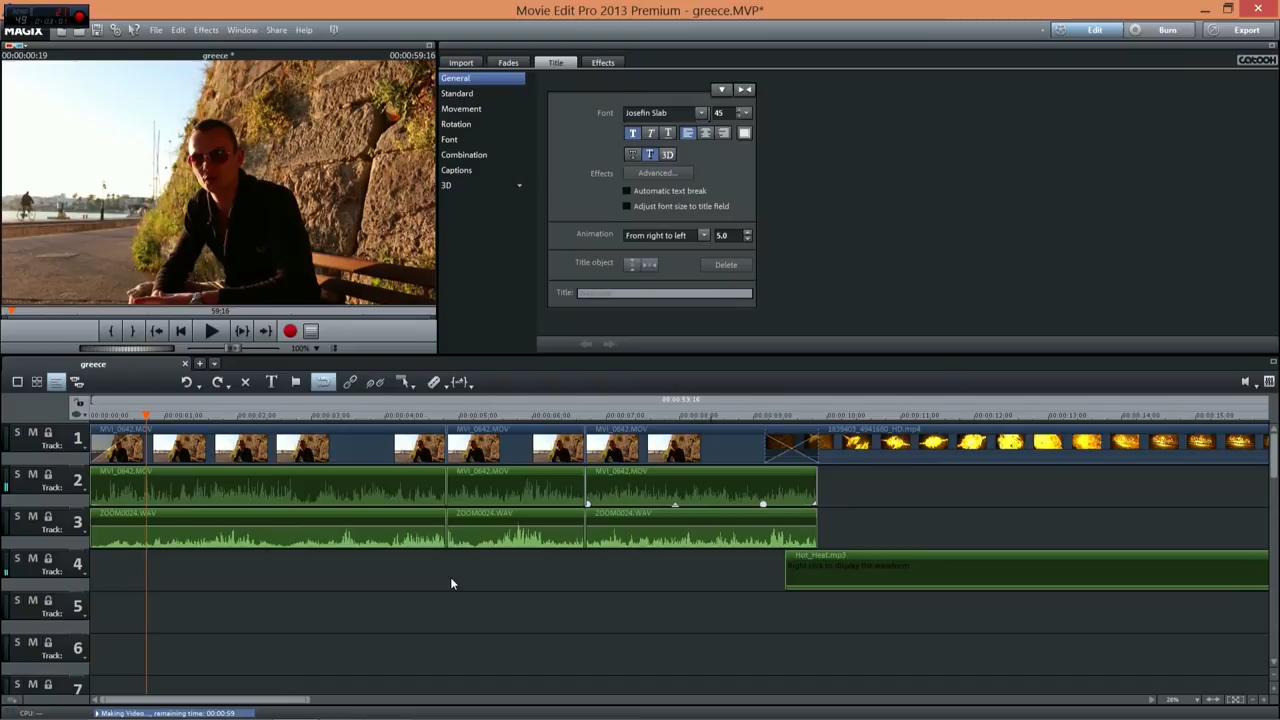 Movie Edit Pro 2013 Premium - greece.MVP*
MAGIX
File Edit Effects Window Share Help
Edit Burn Export
00:00:00:19 greece * 00:00:59:16
Import Fades Title Effects
CATOOH
General
Standard
Movement
Rotation
Font
Combination
Captions
3D
Font Josefin Slab 45
T T T
T T 3D
Effects Advanced...
Automatic text break
Adjust font size to title field
Animation From right to left 5.0
Title object Delete
Title:
59:16
100%
greece
00:00:59:16
00:00:00;00 00:00:01;00 00:00:02;00 00:00:03;00 00:00:04;00 00:00:05;00 00:00:06;00 00:00:07;00 00:00:08;00 00:00:09;00 00:00:10;00 00:00:11;00 00:00:12;00 00:00:13;00 00:00:14;00 00:00:15;00
S M 1
Track:
MVI_0642.MOV MVI_0642.MOV MVI_0642.MOV 1839403_4941680_HD.mp4
S M 2
Track:
MVI_0642.MOV MVI_0642.MOV MVI_0642.MOV
S M 3
Track:
ZOOM0024.WAV ZOOM0024.WAV ZOOM0024.WAV
S M 4
Track:
Hot_Heat.mp3
Right click to display the waveform
S M 5
Track:
S M 6
Track:
S M 7
26%
CPU: — Making Video..., remaining time: 00:00:59